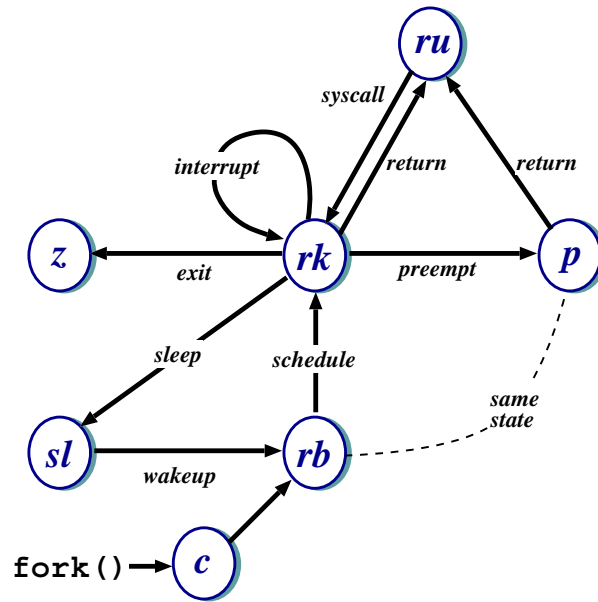 ru
syscall
interrupt
return
return
z
rk
p
exit
preempt
sleep
schedule
same
state
sl
rb
wakeup
fork()
c